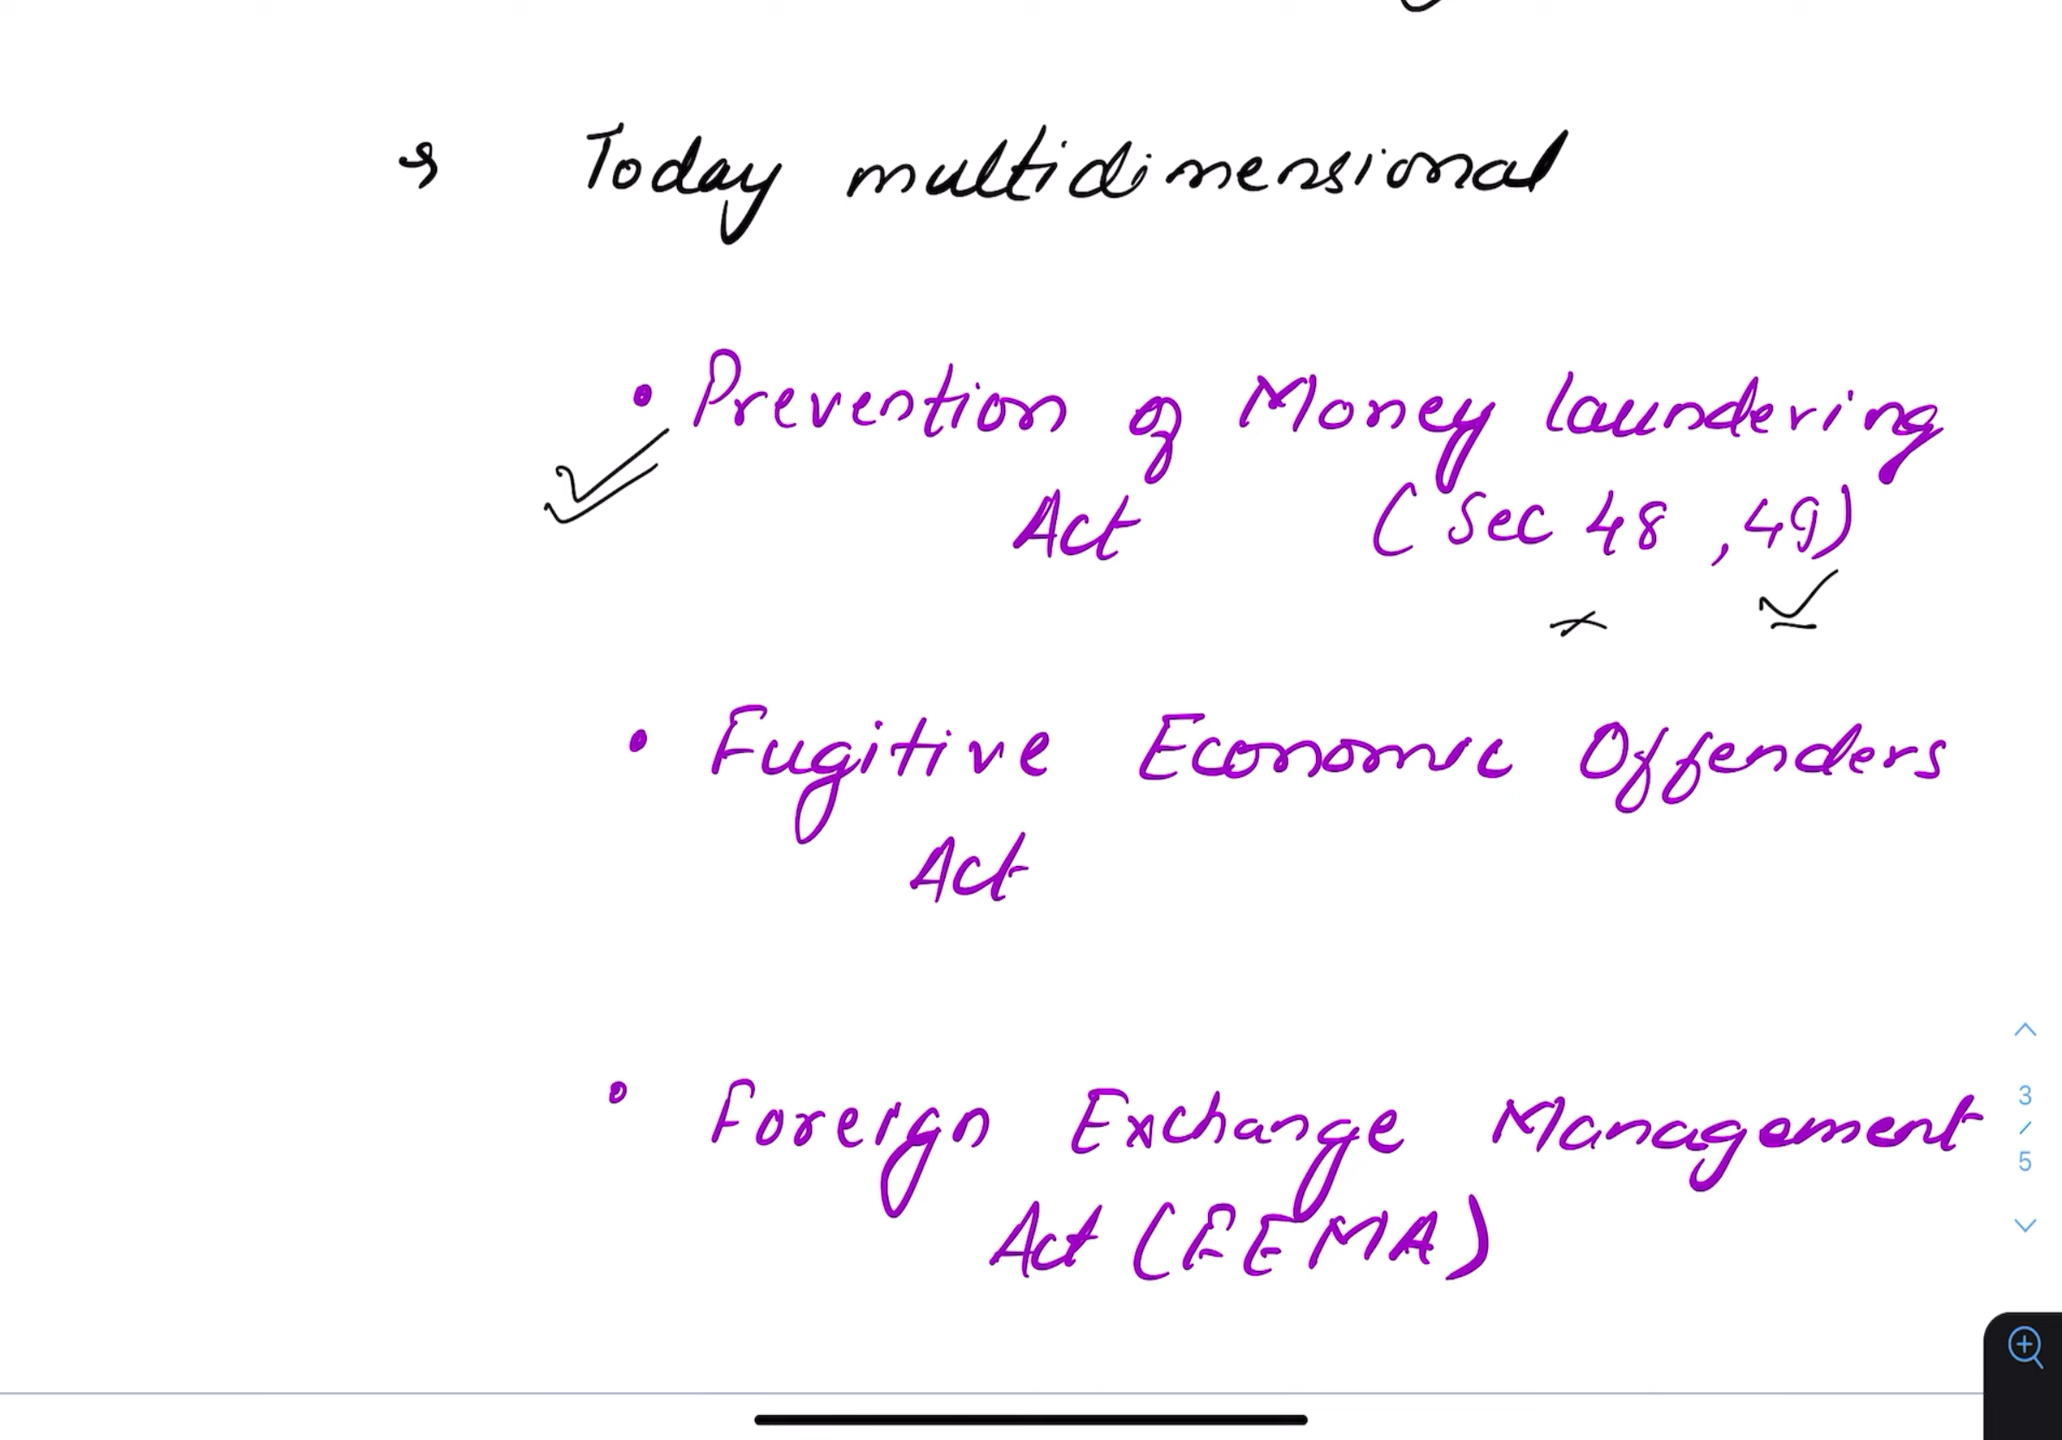 Today multidimensional
• Prevention of Money laundering
Act (Sec 48, 49)
• Fugitive Economic Offenders
Act
• Foreign Exchange Management
Act (FEMA)
3
/
5